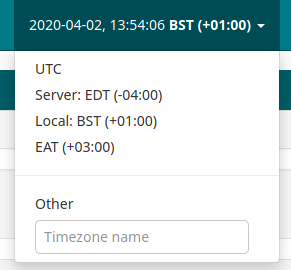 2020-04-02, 13:54:06 BST (+01:00)
UTC
Server: EDT (-04:00)
Local: BST (+01:00)
EAT (+03:00)
Other
Timezone name